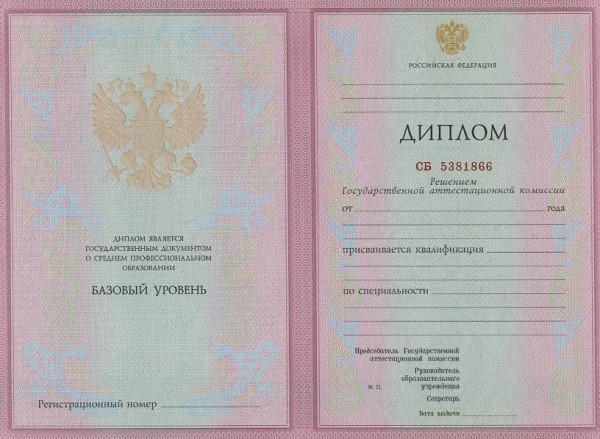 ДИПЛОМ ЯВЛЯЕТСЯ
ГОСУДАРСТВЕННЫМ ДОКУМЕНТОМ
О СРЕДНЕМ ПРОФЕССИОНАЛЬНОМ
ОБРАЗОВАНИИ
БАЗОВЫЙ УРОВЕНЬ
Регистрационный номер
РОССИЙСКАЯ ФЕДЕРАЦИЯ
ДИПЛОМ
СБ 5381866
Решением
Государственной аттестационной комиссии
от года
присваивается квалификация
по специальности
Председатель Государственной
аттестационной комиссии
Руководитель
образовательного
М. П. учреждения
Секретарь
Дата выдачи